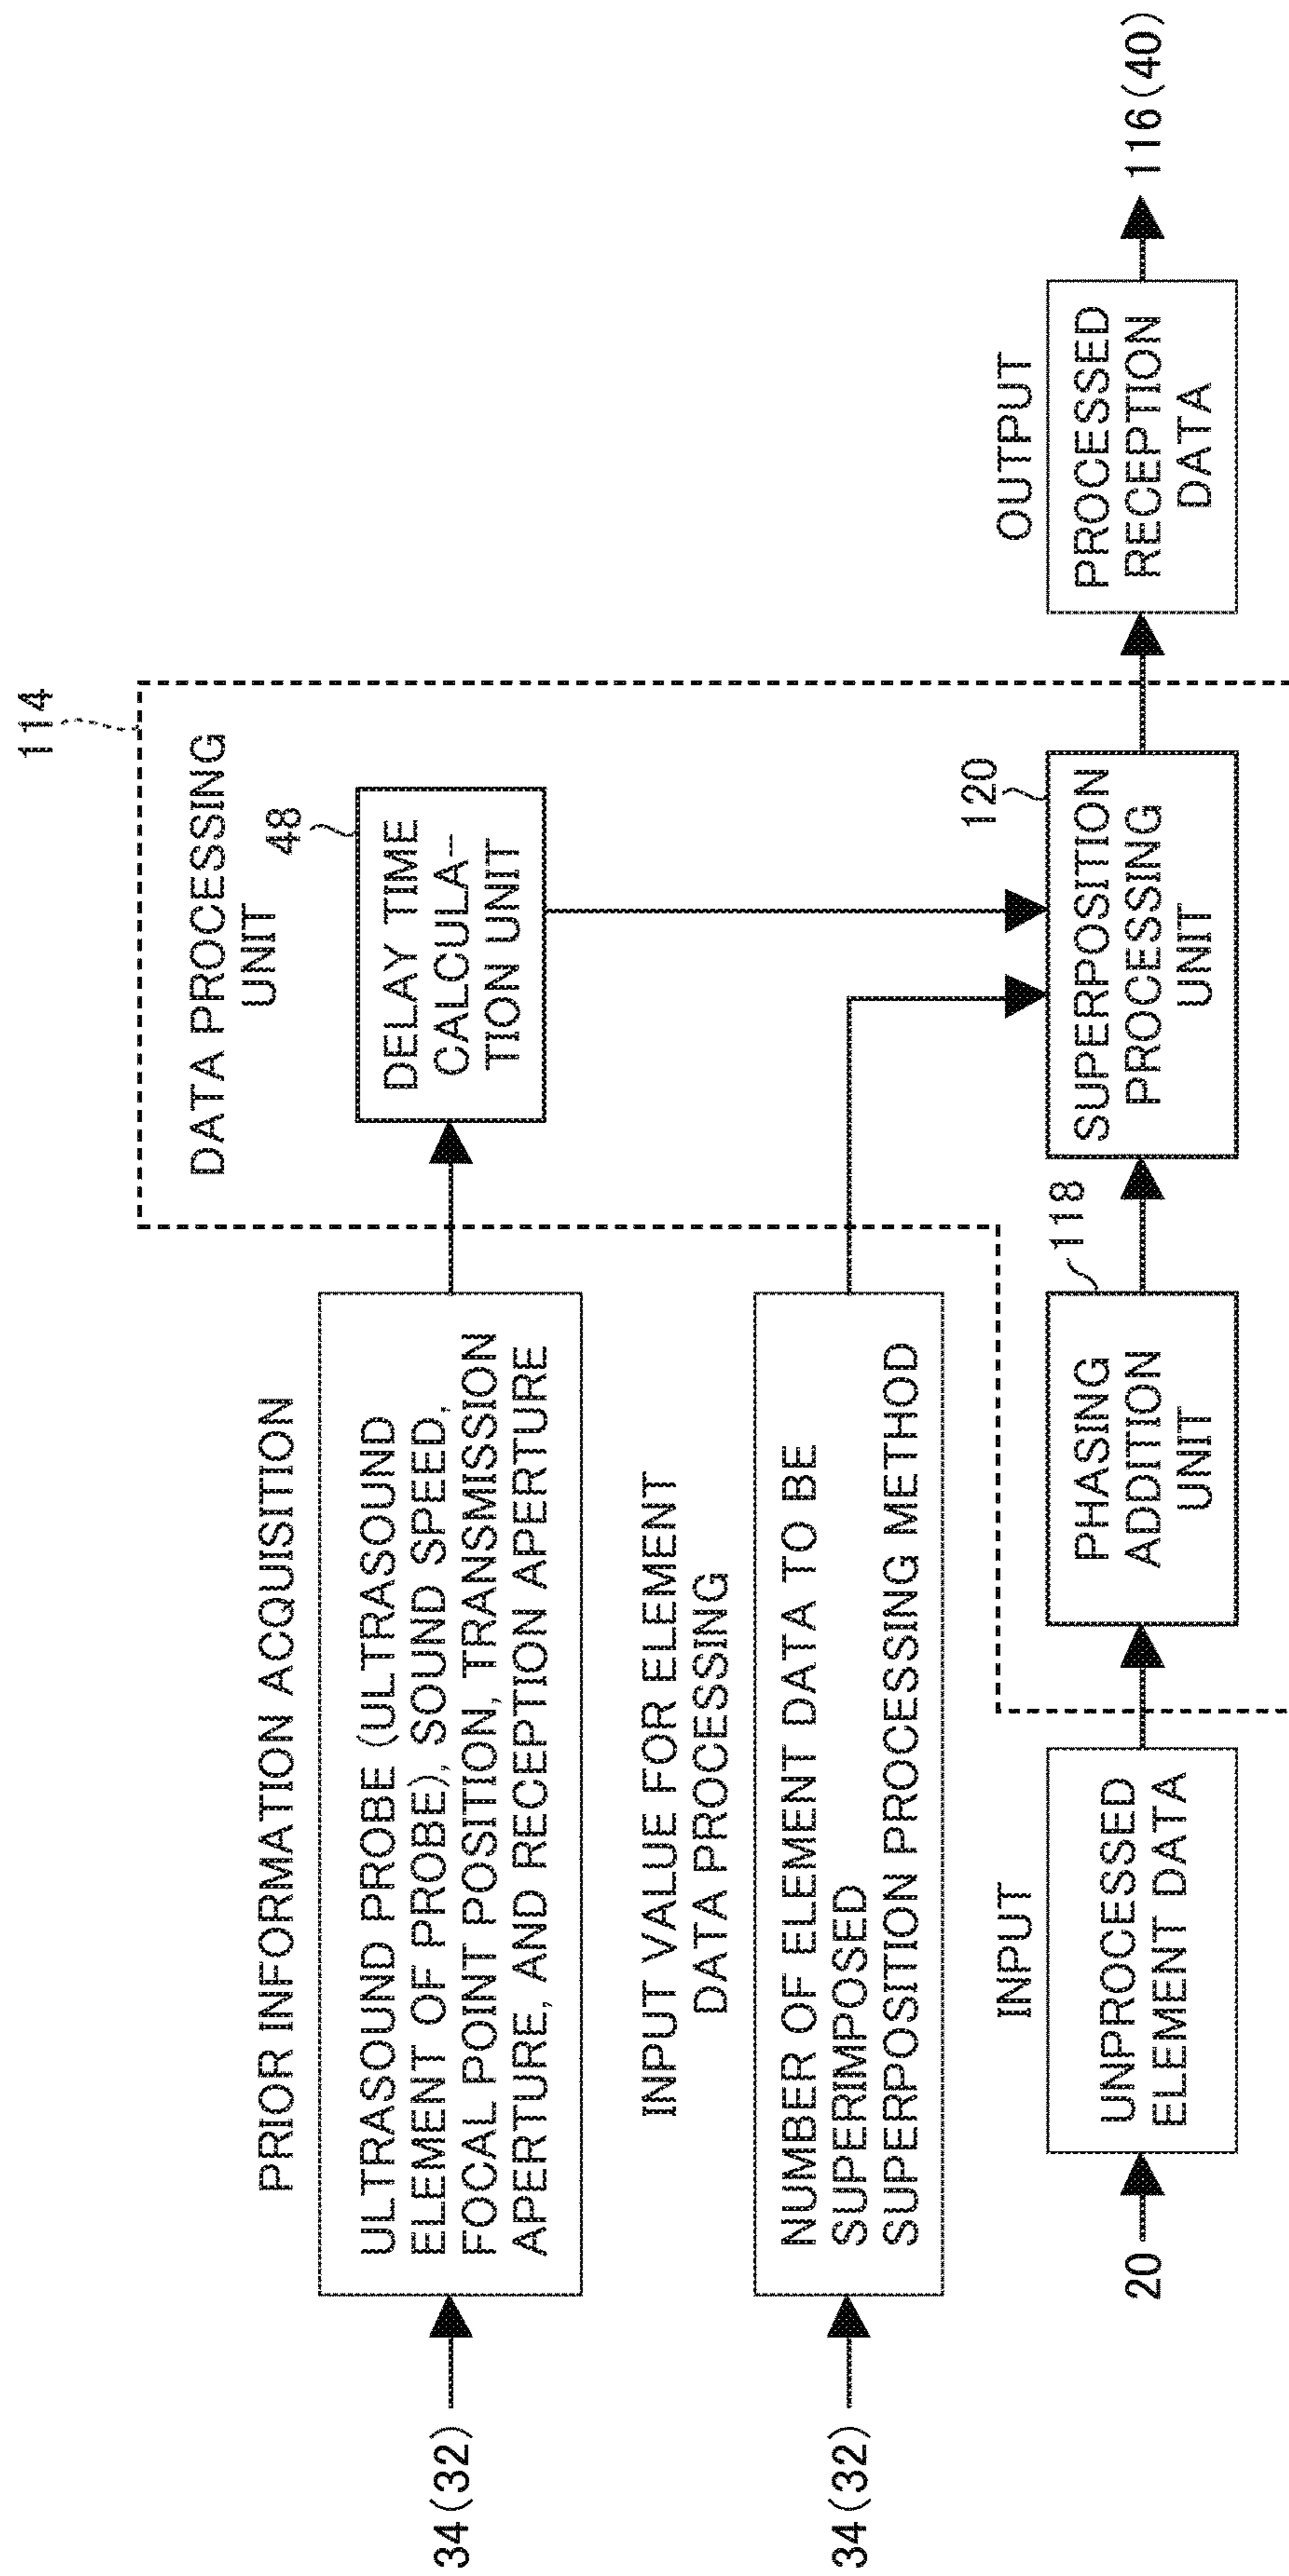 114
DATA PROCESSING
UNIT
PRIOR INFORMATION ACQUISITION
48
34(32)
ULTRASOUND PROBE (ULTRASOUND
ELEMENT OF PROBE), SOUND SPEED,
FOCAL POINT POSITION, TRANSMISSION
APERTURE, AND RECEPTION APERTURE
DELAY TIME
CALCULA-
TION UNIT
INPUT VALUE FOR ELEMENT
DATA PROCESSING
34(32)
NUMBER OF ELEMENT DATA TO BE
SUPERIMPOSED
SUPERPOSITION PROCESSING METHOD
INPUT
118
120
OUTPUT
20
UNPROCESSED
ELEMENT DATA
PHASING
ADDITION
UNIT
SUPERPOSITION
PROCESSING
UNIT
PROCESSED
RECEPTION
DATA
116(40)